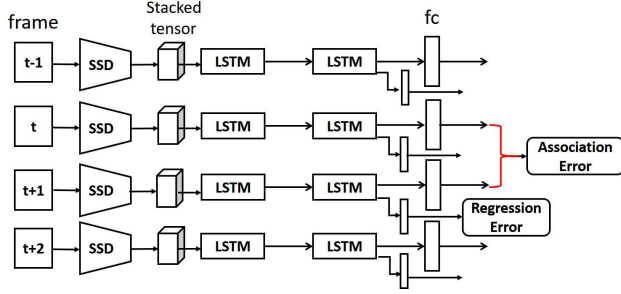 frame
Stacked
tensor
fc
t-1
SSD
LSTM
LSTM
t
SSD
LSTM
LSTM
Association
Error
t+1
SSD
LSTM
LSTM
Regression
Error
t+2
SSD
LSTM
LSTM